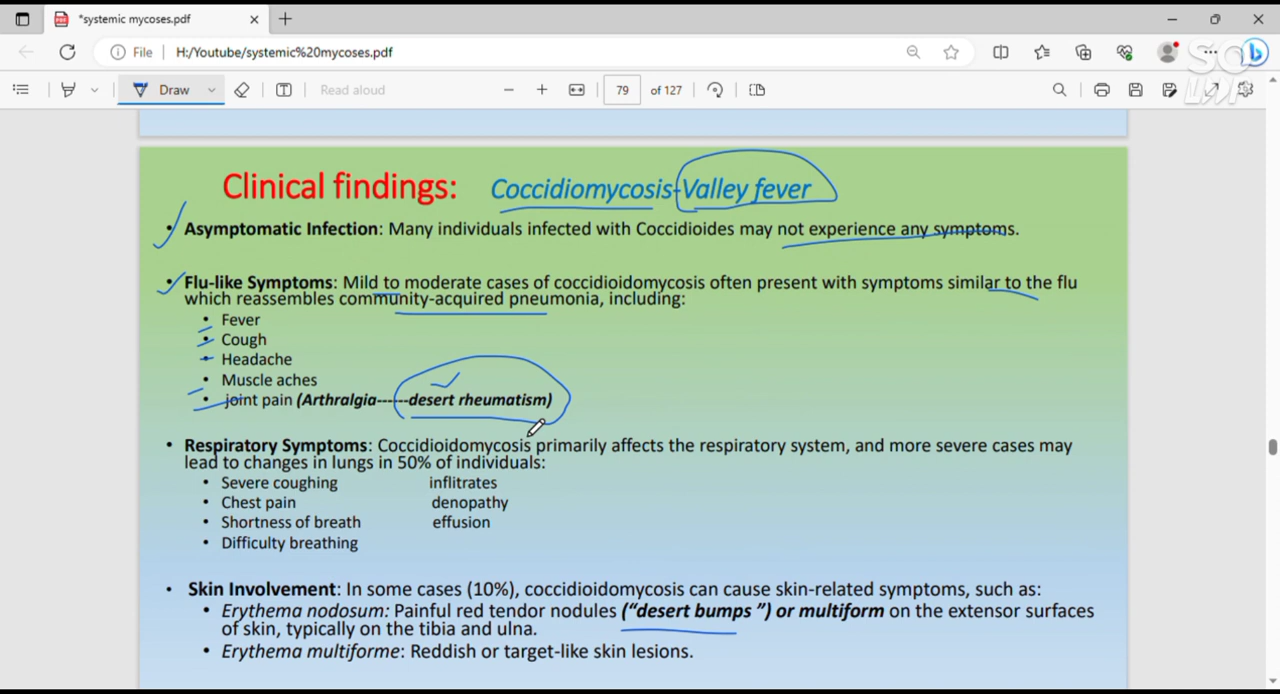 *systemic mycoses.pdf
File | H:/Youtube/systemic%20mycoses.pdf
Draw
Read aloud
79 of 127
Clinical findings: Coccidiomycosis-Valley fever
• Asymptomatic Infection: Many individuals infected with Coccidioides may not experience any symptoms.
• Flu-like Symptoms: Mild to moderate cases of coccidioidomycosis often present with symptoms similar to the flu
which reassembles community-acquired pneumonia, including:
• Fever
• Cough
• Headache
• Muscle aches
• joint pain (Arthralgia------desert rheumatism)
• Respiratory Symptoms: Coccidioidomycosis primarily affects the respiratory system, and more severe cases may
lead to changes in lungs in 50% of individuals:
• Severe coughing inflitrates
• Chest pain denopathy
• Shortness of breath effusion
• Difficulty breathing
• Skin Involvement: In some cases (10%), coccidioidomycosis can cause skin-related symptoms, such as:
• Erythema nodosum: Painful red tendor nodules (“desert bumps ”) or multiform on the extensor surfaces
of skin, typically on the tibia and ulna.
• Erythema multiforme: Reddish or target-like skin lesions.